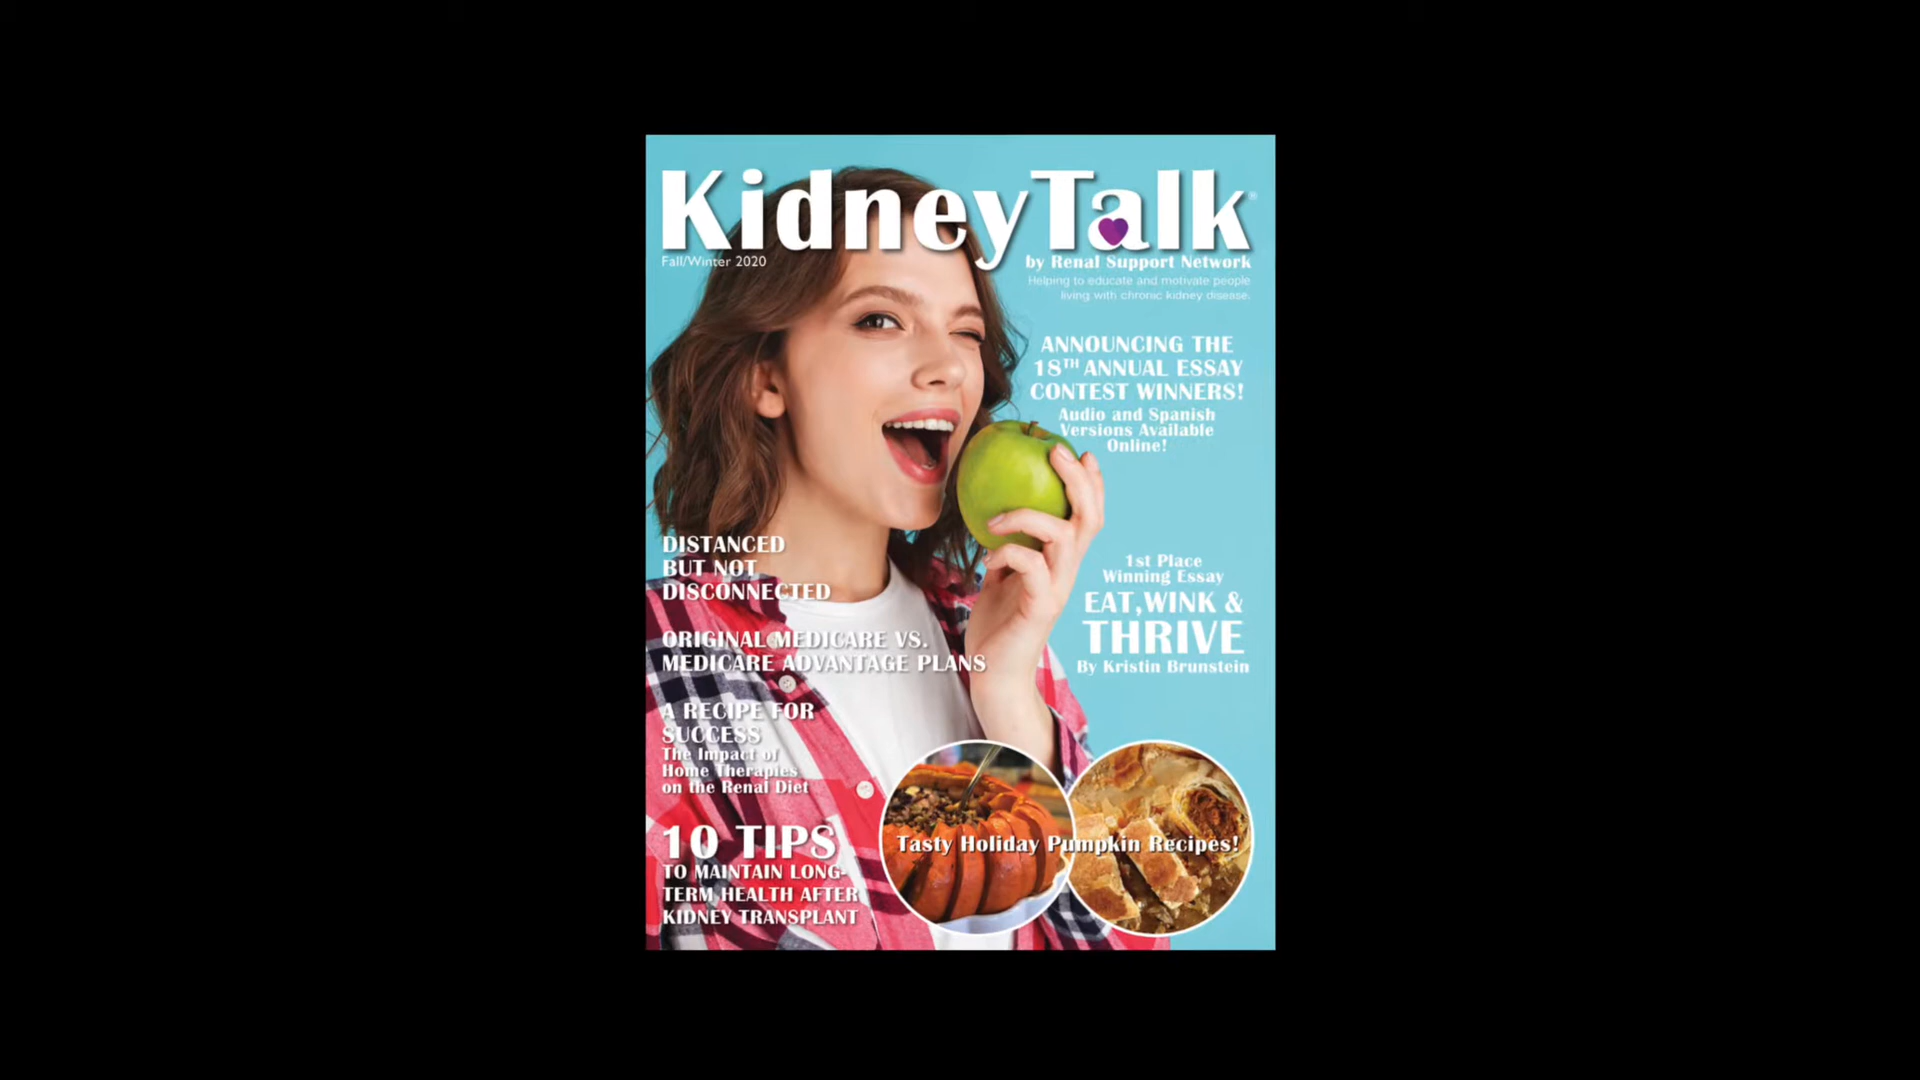 KidneyTalk®
Fall/Winter 2020
by Renal Support Network
Helping to educate and motivate people
living with chronic kidney disease.
ANNOUNCING THE
18TH ANNUAL ESSAY
CONTEST WINNERS!
Audio and Spanish
Versions Available
Online!
DISTANCED
BUT NOT
DISCONNECTED
ORIGINAL MEDICARE VS.
MEDICARE ADVANTAGE PLANS
A RECIPE FOR
SUCCESS
The Impact of
Home Therapies
on the Renal Diet
10 TIPS
TO MAINTAIN LONG-
TERM HEALTH AFTER
KIDNEY TRANSPLANT
1st Place
Winning Essay
EAT, WINK &
THRIVE
By Kristin Brunstein
Tasty Holiday Pumpkin Recipes!